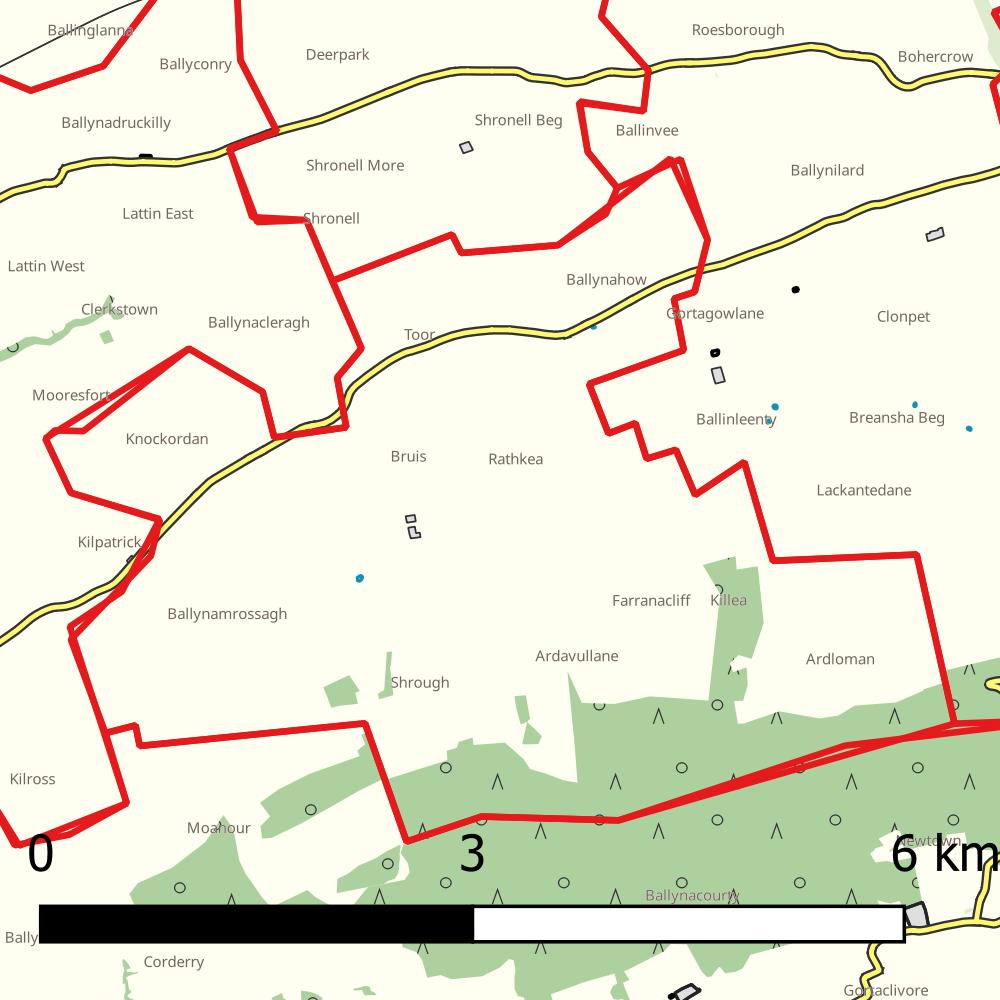 Ballinglanna
Roesborough
Deerpark
Bohercrow
Ballyconry
Shronell Beg
Ballynadruckilly
Ballinvee
Shronell More
Ballynilard
Lattin East
Shronell
Lattin West
Ballynahow
Clerkstown
Gortagowlane
Clonpet
Ballynacleragh
Toor
Mooresfort
Breansha Beg
Ballinleenty
Knockordan
Bruis
Rathkea
Lackantedane
Kilpatrick
Farranacliff
Killea
Ballynamrossagh
Ardavullane
Ardloman
Shrough
Kilross
Moahour
Newtown
0
3
6 km
Ballynacourty
Bally
Corderry
Gortaclivore